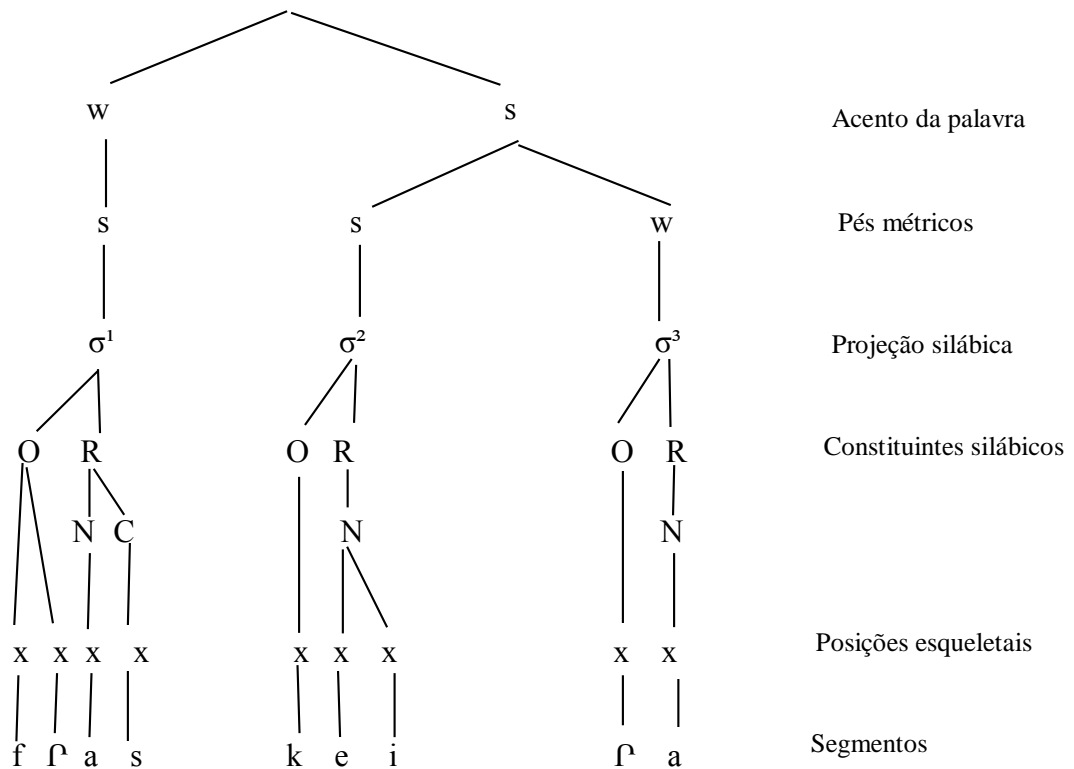 w s Acento da palavra
s s w Pés métricos
σ¹ σ² σ³ Projeção silábica
O R O R O R Constituintes silábicos
N C N N
x x x x x x x x x Posições esqueletais
f ɾ a s k e i ɾ a Segmentos